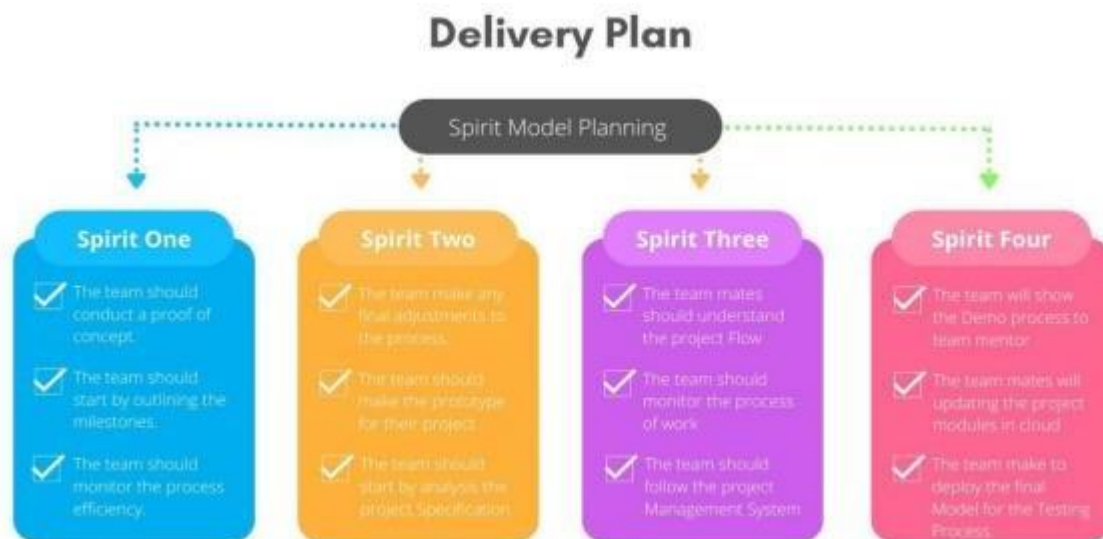 Delivery Plan
Spirit Model Planning
Spirit One
The team should
conduct a proof of
concept.
The team should
start by outlining the
milestones.
The team should
monitor the process
efficiency.
Spirit Two
The team make any
final adjustments to
the process.
The team should
make the prototype
for their project
The team should
start by analysis the
project Specification
Spirit Three
The team mates
should understand
the project Flow
The team should
monitor the process
of work
The team should
follow the project
Management System
Spirit Four
The team will show
the Demo process to
team mentor
The team mates will
updating the project
modules in cloud
The team make to
deploy the final
Model for the Testing
Process